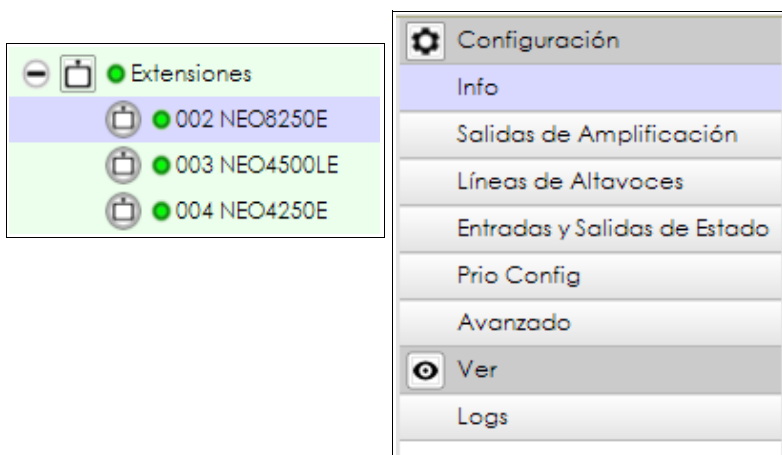 Extensiones
002 NEO8250E
003 NEO4500LE
004 NEO4250E
Configuración
Info
Salidas de Amplificación
Líneas de Altavoces
Entradas y Salidas de Estado
Prio Config
Avanzado
Ver
Logs